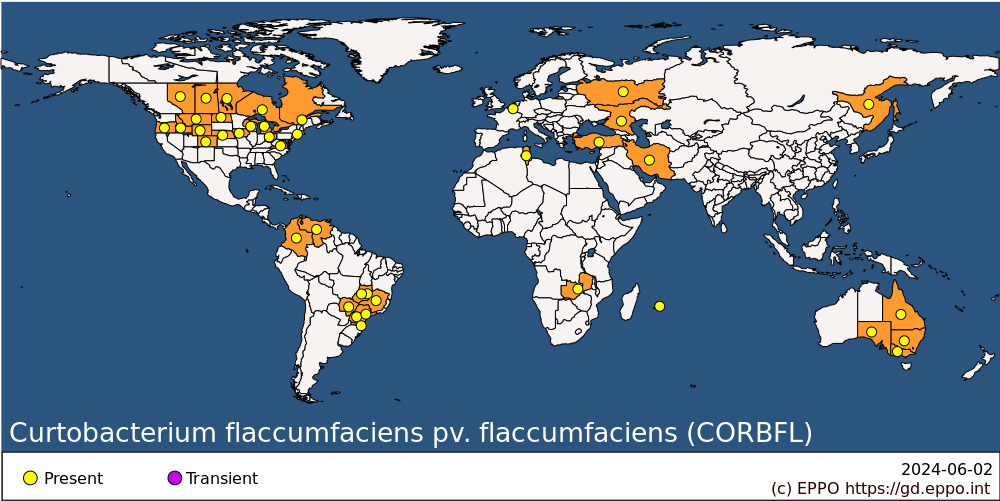 Curtobacterium flaccumfaciens pv. flaccumfaciens (CORBFL)
Present
Transient
2024-06-02
(c) EPPO https://gd.eppo.int